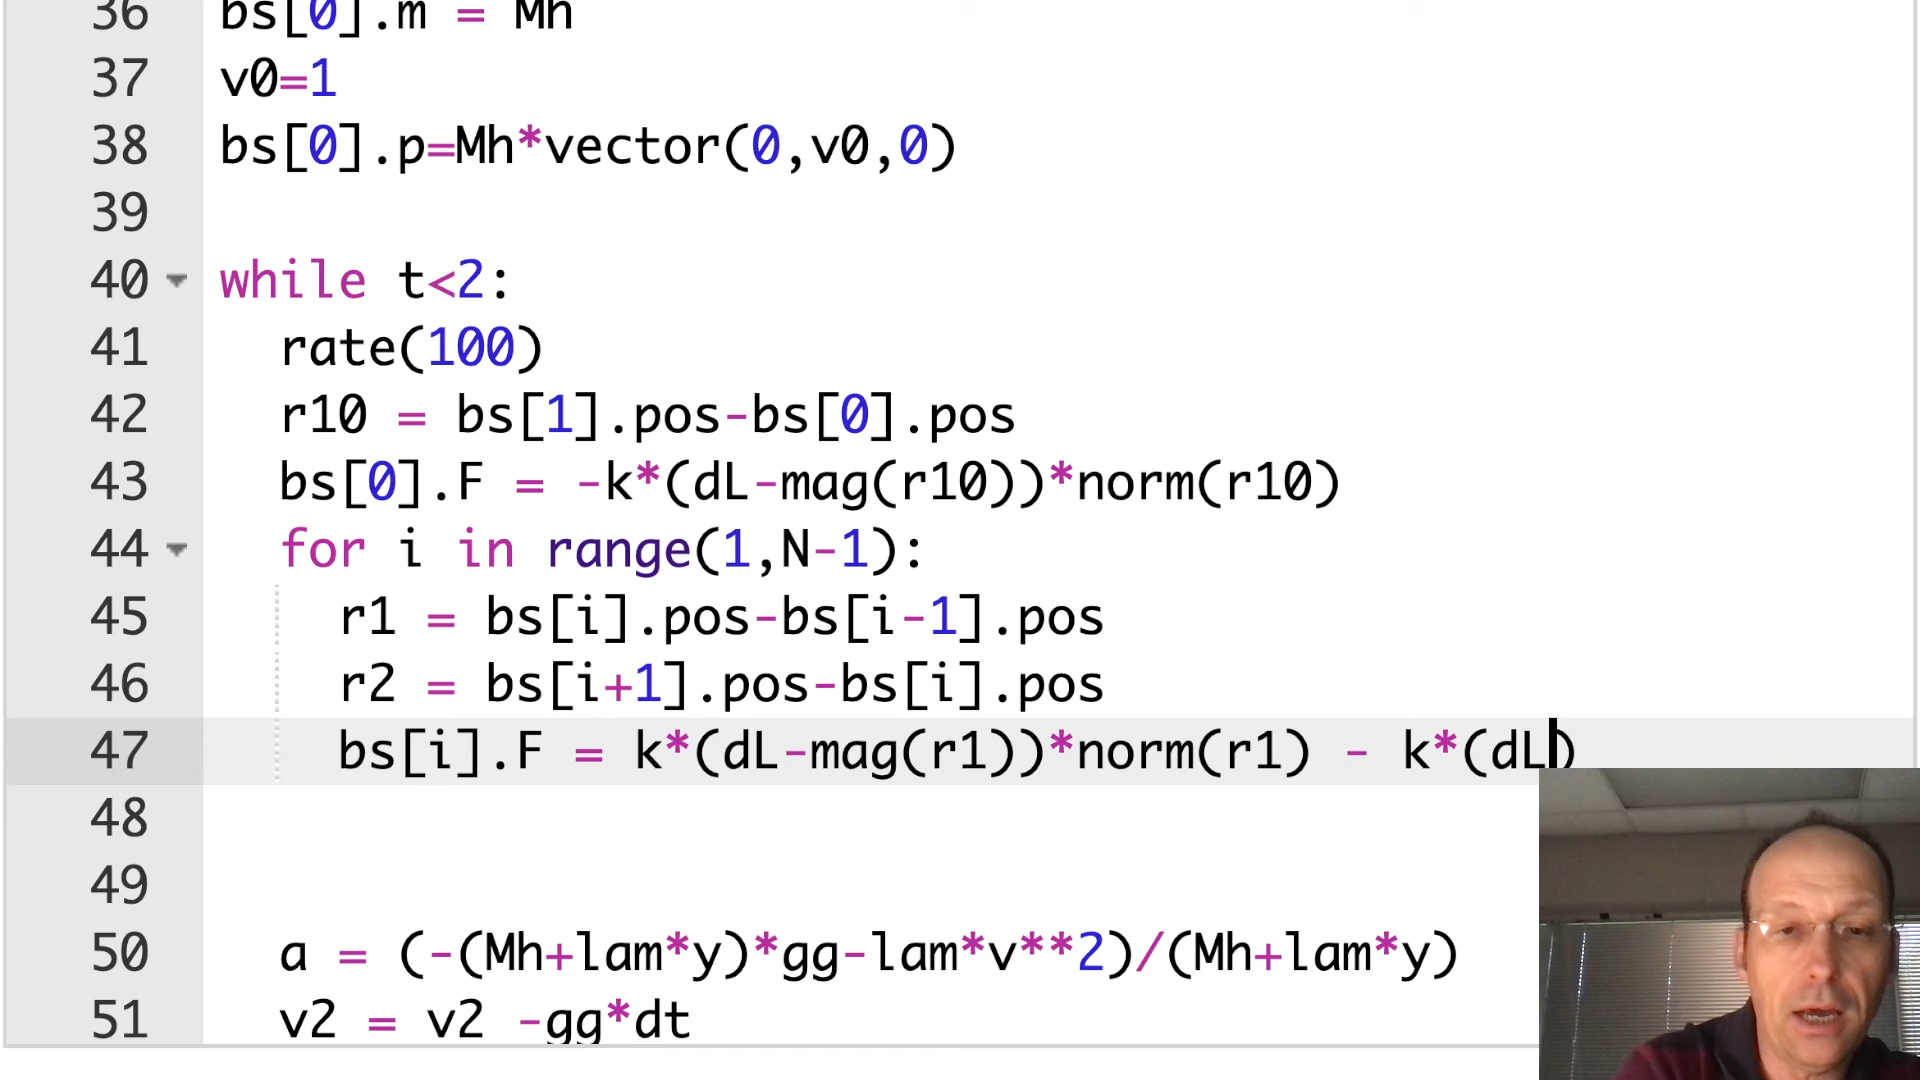 36 bs[0].m = Mh
37 v0=1
38 bs[0].p=Mh*vector(0,v0,0)
39
40 while t<2:
41 rate(100)
42 r10 = bs[1].pos-bs[0].pos
43 bs[0].F = -k*(dL-mag(r10))*norm(r10)
44 for i in range(1,N-1):
45 r1 = bs[i].pos-bs[i-1].pos
46 r2 = bs[i+1].pos-bs[i].pos
47 bs[i].F = k*(dL-mag(r1))*norm(r1) - k*(dL)
48
49
50 a = (-(Mh+lam*y)*gg-lam*v**2)/(Mh+lam*y)
51 v2 = v2 -gg*dt